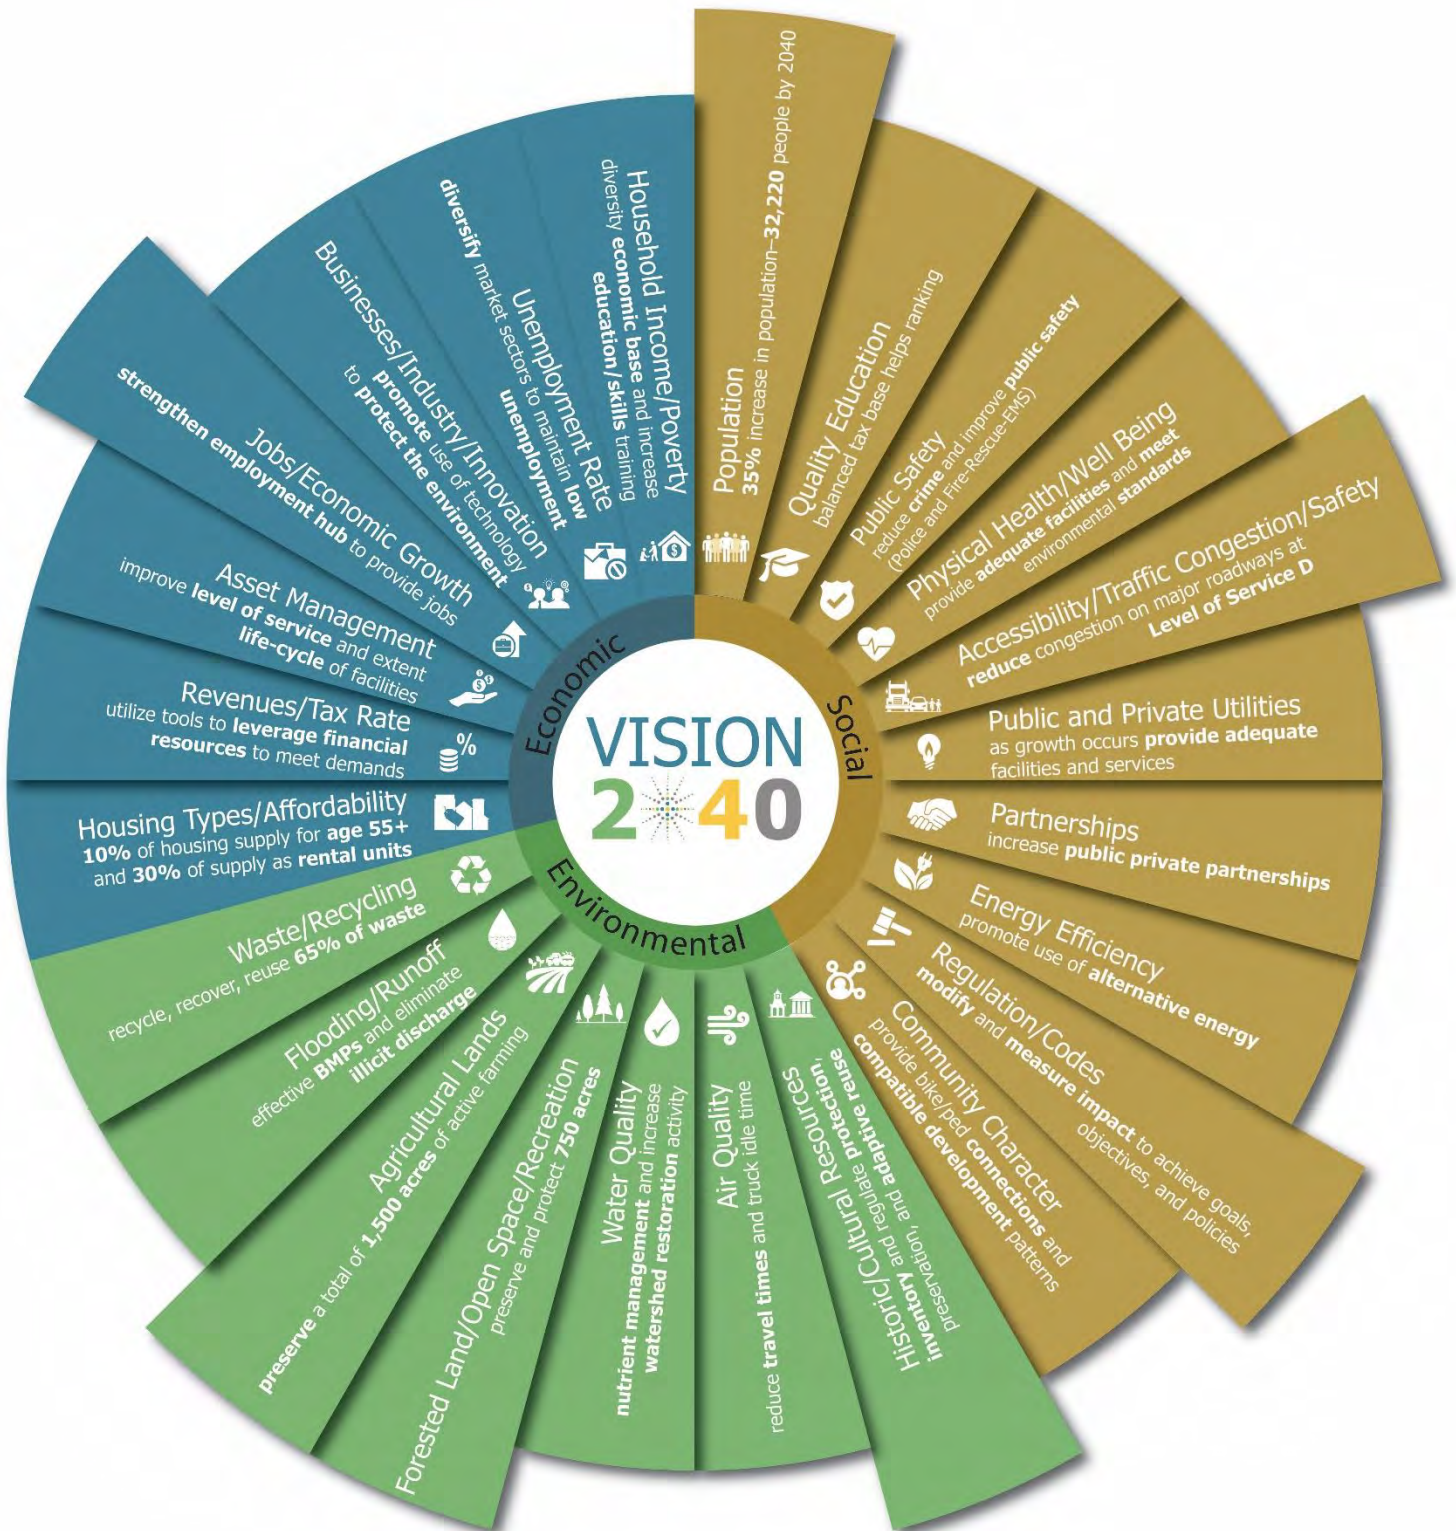 VISION
2040
Social
Environmental
Economic
Population
35% increase in population–32,220 people by 2040
Quality Education
balanced tax base helps ranking
Public Safety
reduce crime and improve public safety
(Police and Fire-Rescue-EMS)
Physical Health/Well Being
provide adequate facilities and meet
environmental standards
Accessibility/Traffic Congestion/Safety
reduce congestion on major roadways at
Level of Service D
Public and Private Utilities
as growth occurs provide adequate
facilities and services
Partnerships
increase public private partnerships
Energy Efficiency
promote use of alternative energy
Regulation/Codes
modify and measure impact to achieve goals,
objectives, and policies
Community Character
provide bike/ped connections and
compatible development patterns
Historic/Cultural Resources
inventory and regulate protection,
preservation, and adaptive reuse
Air Quality
reduce travel times and truck idle time
Water Quality
nutrient management and increase
watershed restoration activity
Forested Land/Open Space/Recreation
preserve and protect 750 acres
Agricultural Lands
preserve a total of 1,500 acres of active farming
Flooding/Runoff
effective BMPs and eliminate
illicit discharge
Waste/Recycling
recycle, recover, reuse 65% of waste
Housing Types/Affordability
10% of housing supply for age 55+
and 30% of supply as rental units
Revenues/Tax Rate
utilize tools to leverage financial
resources to meet demands
%
Asset Management
improve level of service and extent
life-cycle of facilities
Jobs/Economic Growth
strengthen employment hub to provide jobs
Businesses/Industry/Innovation
promote use of technology
to protect the environment
Unemployment Rate
diversify market sectors to maintain low
unemployment
Household Income/Poverty
diversity economic base and increase
education/skills training